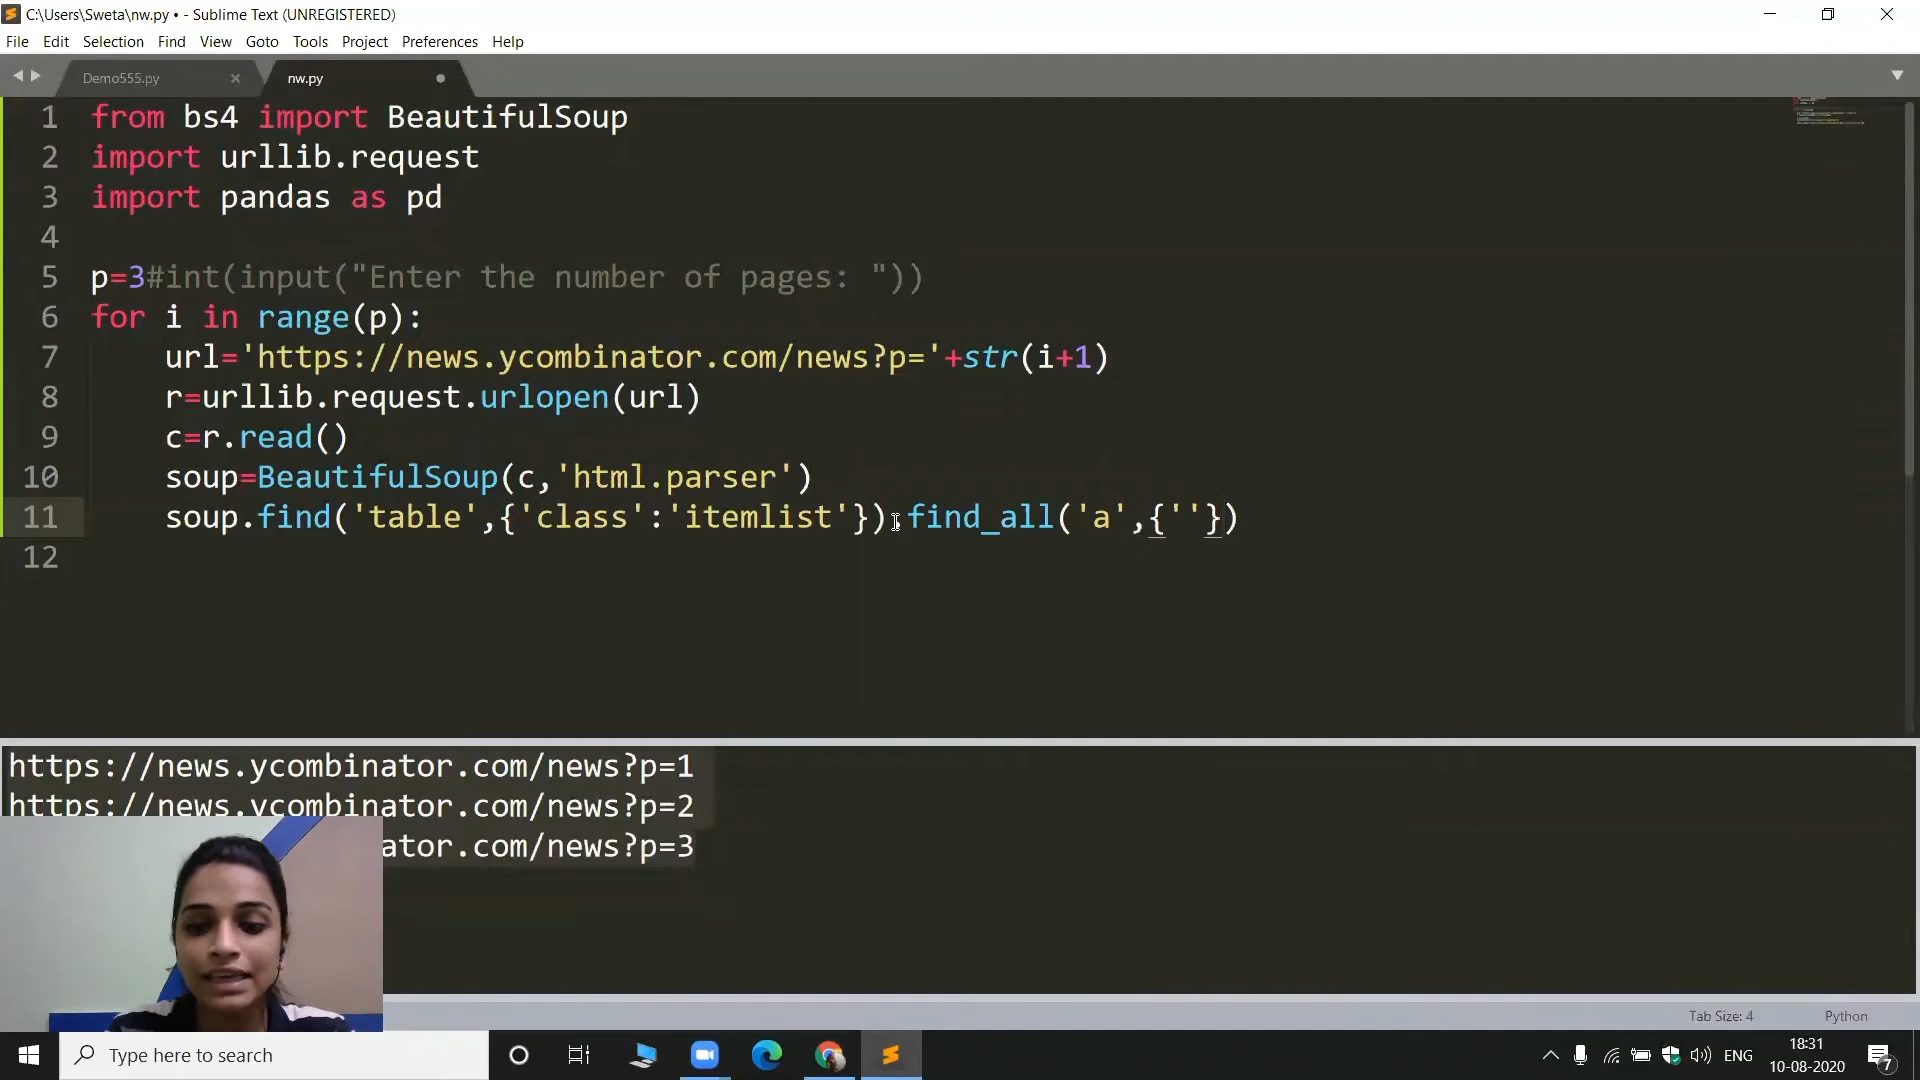 C:\Users\Sweta\nw.py • - Sublime Text (UNREGISTERED)
File Edit Selection Find View Goto Tools Project Preferences Help
Demo555.py nw.py
1 from bs4 import BeautifulSoup
2 import urllib.request
3 import pandas as pd
4
5 p=3#int(input("Enter the number of pages: "))
6 for i in range(p):
7 url='https://news.ycombinator.com/news?p='+str(i+1)
8 r=urllib.request.urlopen(url)
9 c=r.read()
10 soup=BeautifulSoup(c,'html.parser')
11 soup.find('table',{'class':'itemlist'}).find_all('a',{''})
12
https://news.ycombinator.com/news?p=1
https://news.ycombinator.com/news?p=2
ator.com/news?p=3
Tab Size: 4 Python
Type here to search
ENG
18:31
10-08-2020
7